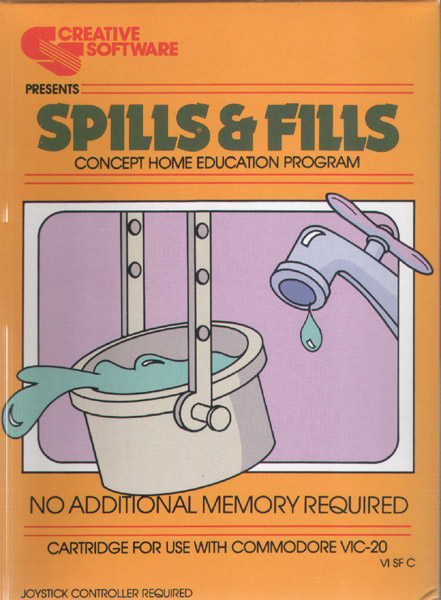 CREATIVE
SOFTWARE
PRESENTS
SPILLS & FILLS
CONCEPT HOME EDUCATION PROGRAM
NO ADDITIONAL MEMORY REQUIRED
CARTRIDGE FOR USE WITH COMMODORE VIC-20
VI SF C
JOYSTICK CONTROLLER REQUIRED